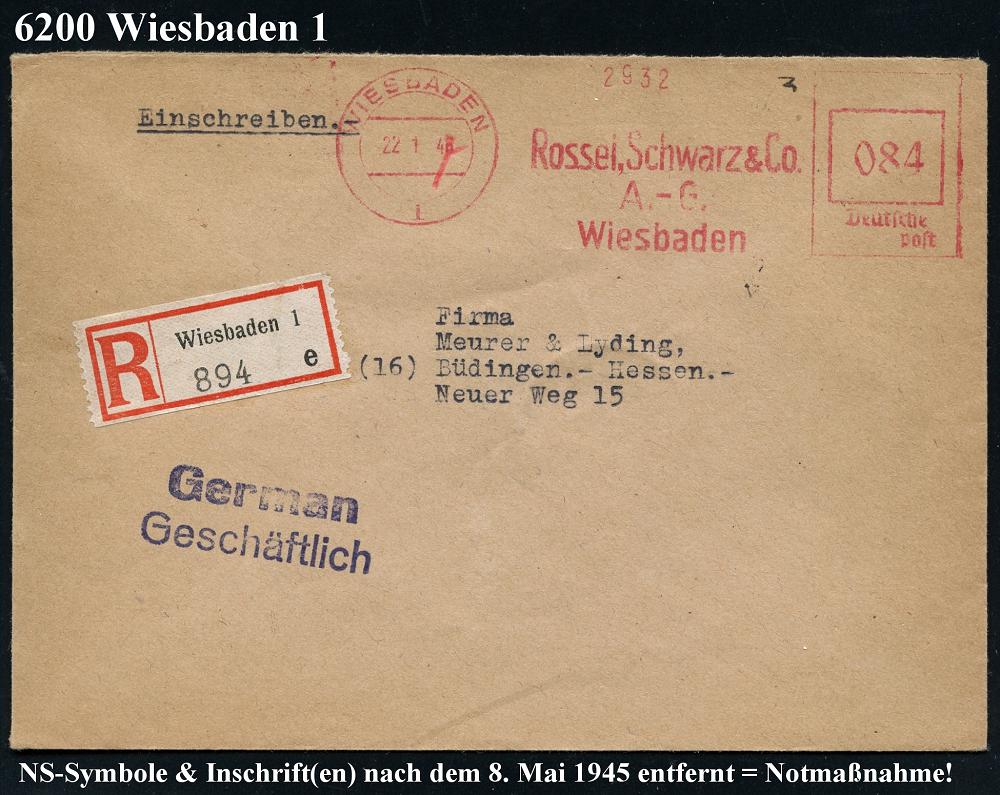 6200 Wiesbaden 1
2932
Einschreiben.
WIESBADEN
22 1 46
1
Rossel, Schwarz & Co.
A.-G.
Wiesbaden
084
Deutsche
Post
R
Wiesbaden 1
894 e
Firma
Meurer & Lyding,
(16) Büdingen.- Hessen.-
Neuer Weg 15
German
Geschäftlich
NS-Symbole & Inschrift(en) nach dem 8. Mai 1945 entfernt = Notmaßnahme!